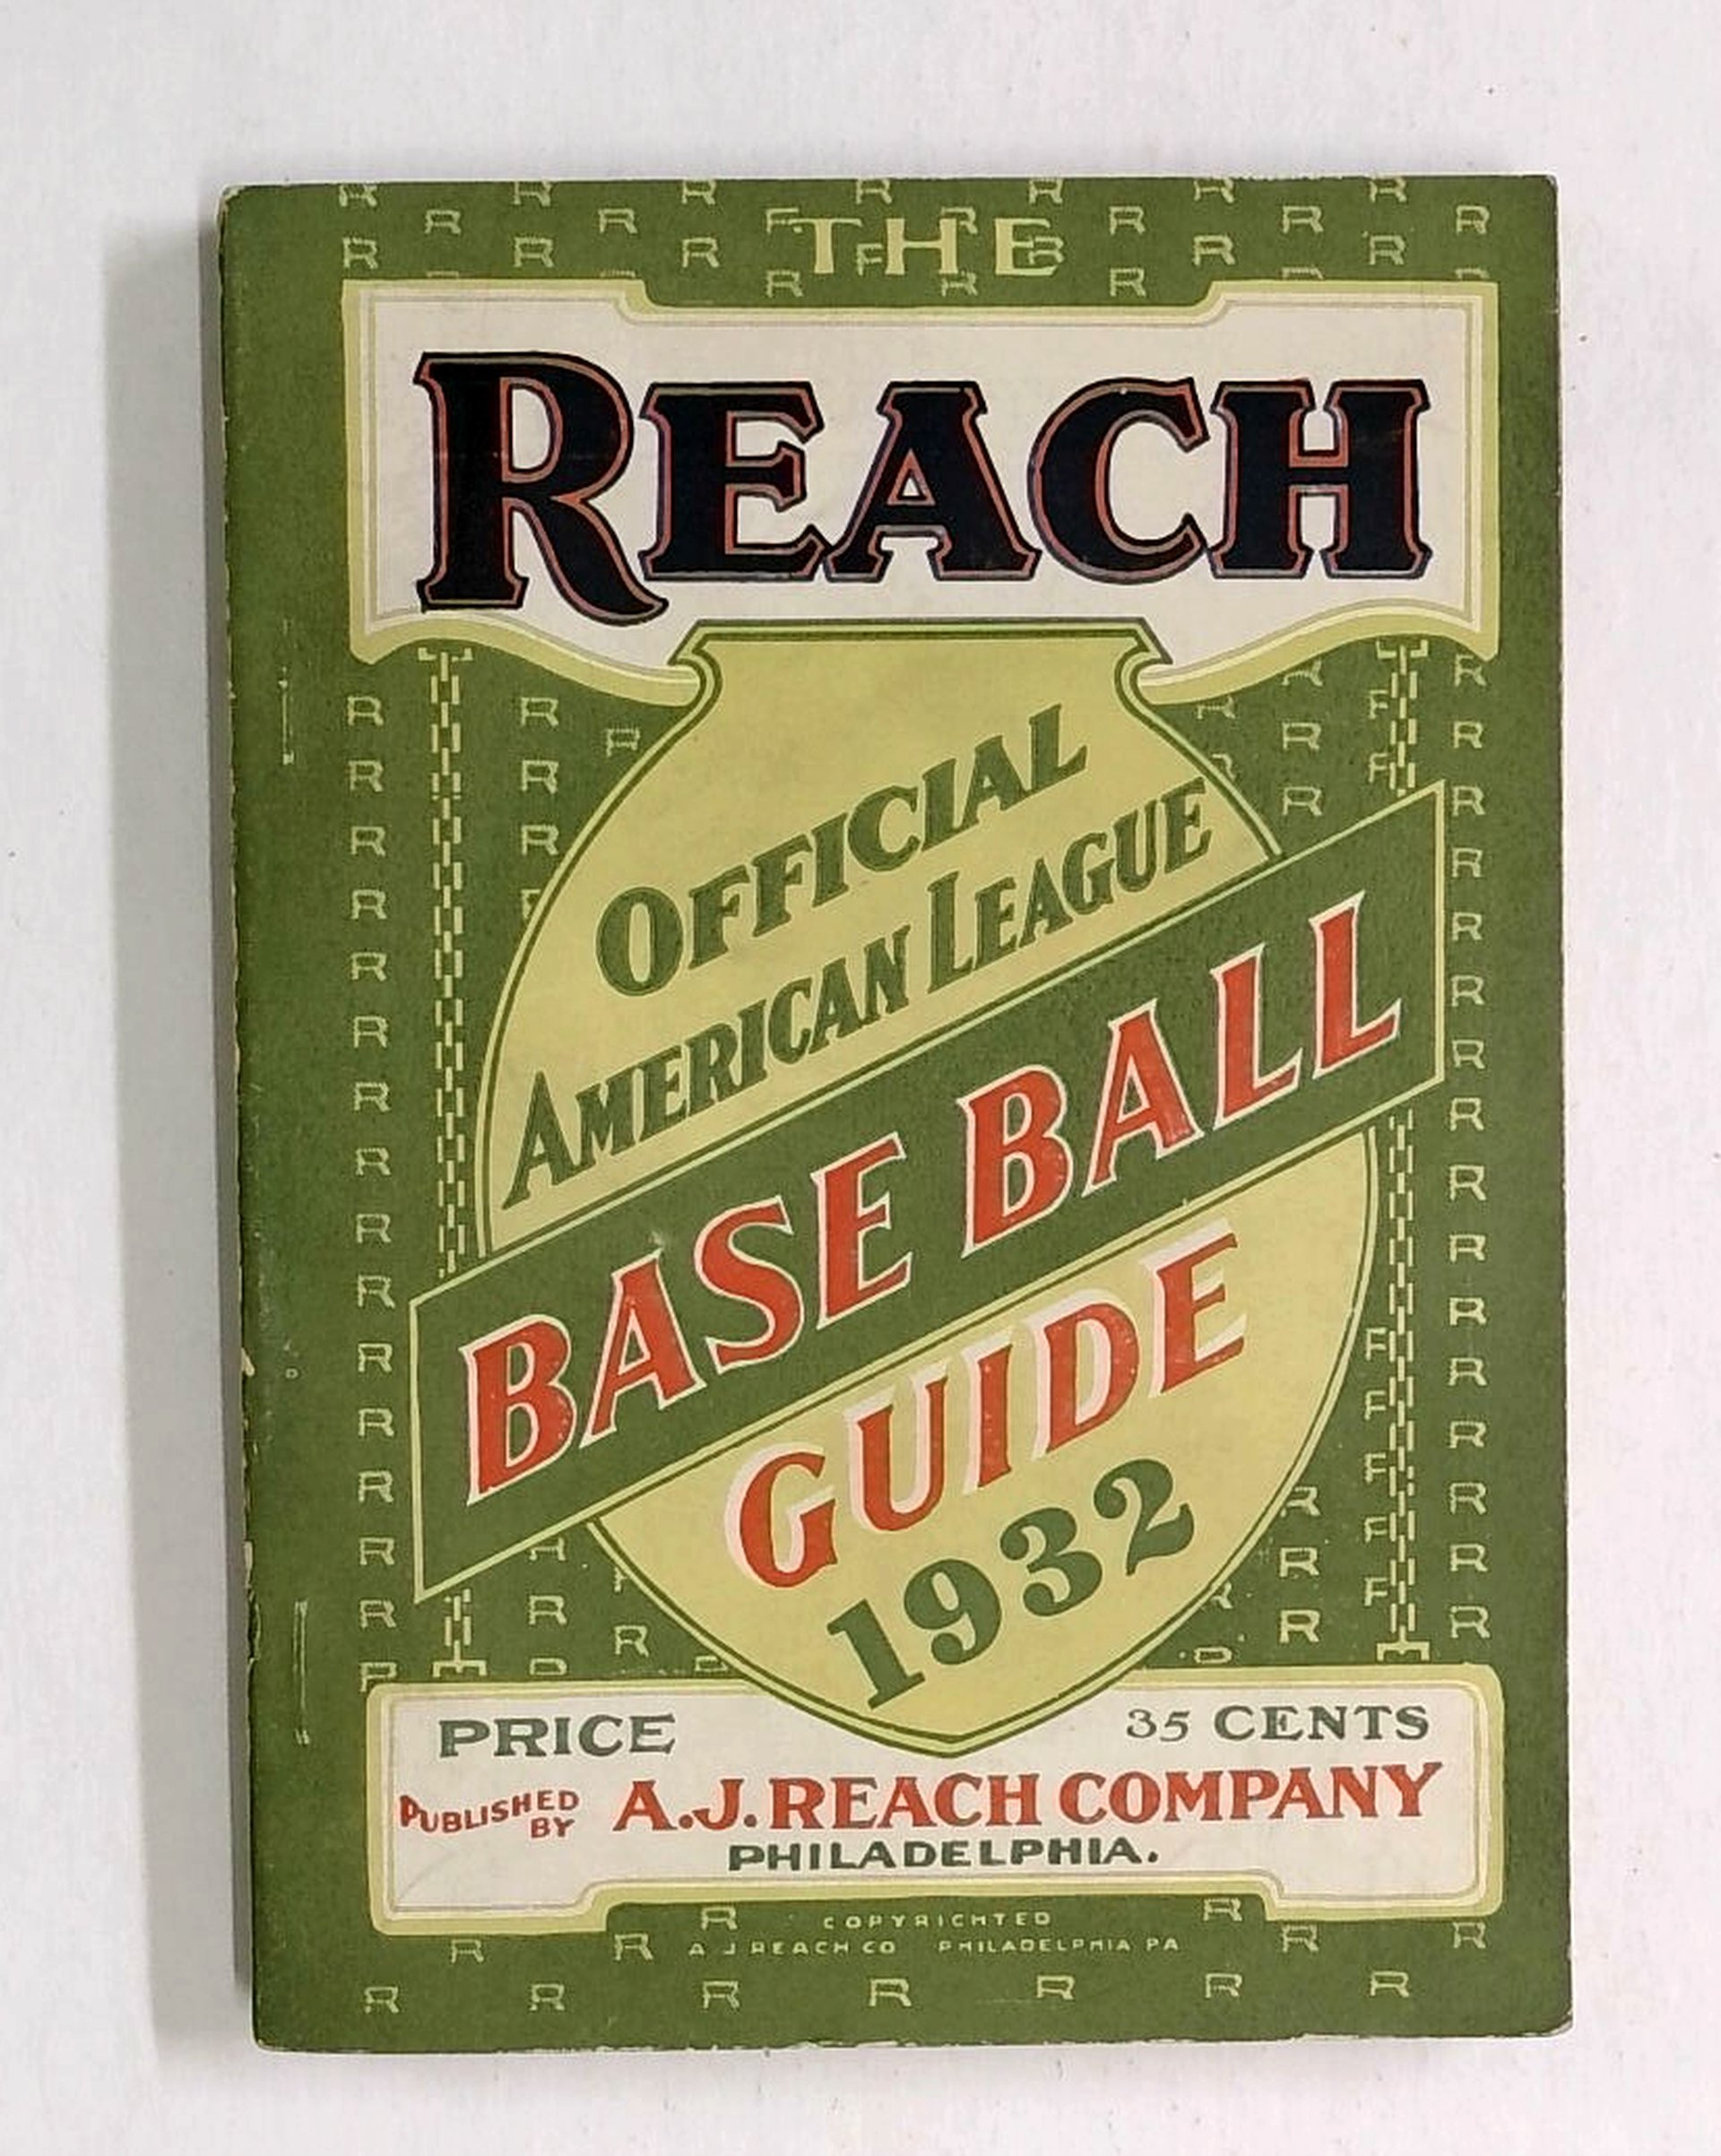 THE
REACH
OFFICIAL
AMERICAN LEAGUE
BASE BALL
GUIDE
1932
PRICE 35 CENTS
PUBLISHED BY A.J. REACH COMPANY
PHILADELPHIA.
COPYRIGHTED
A J REACH CO PHILADELPHIA PA